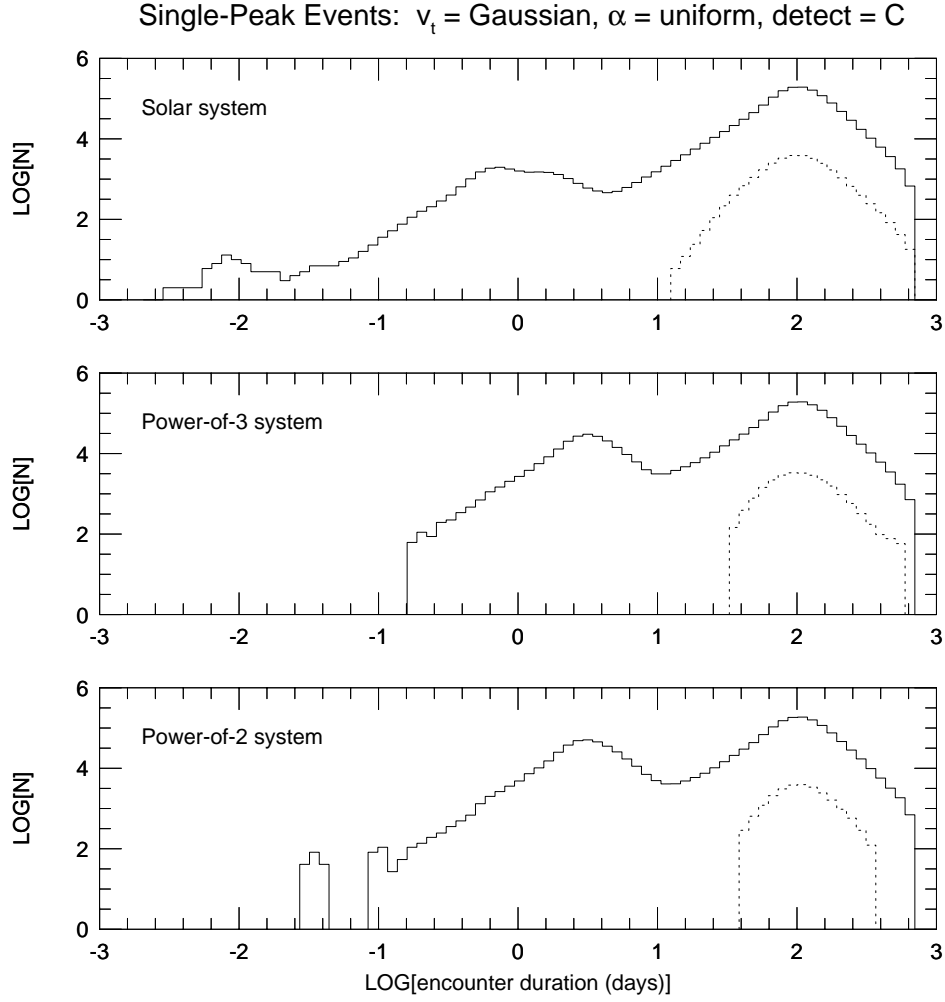 Single-Peak Events: vt = Gaussian, α = uniform, detect = C
Solar system
LOG[N]
6
4
2
0
-3 -2 -1 0 1 2 3
Power-of-3 system
LOG[N]
6
4
2
0
-3 -2 -1 0 1 2 3
Power-of-2 system
LOG[N]
6
4
2
0
-3 -2 -1 0 1 2 3
LOG[encounter duration (days)]